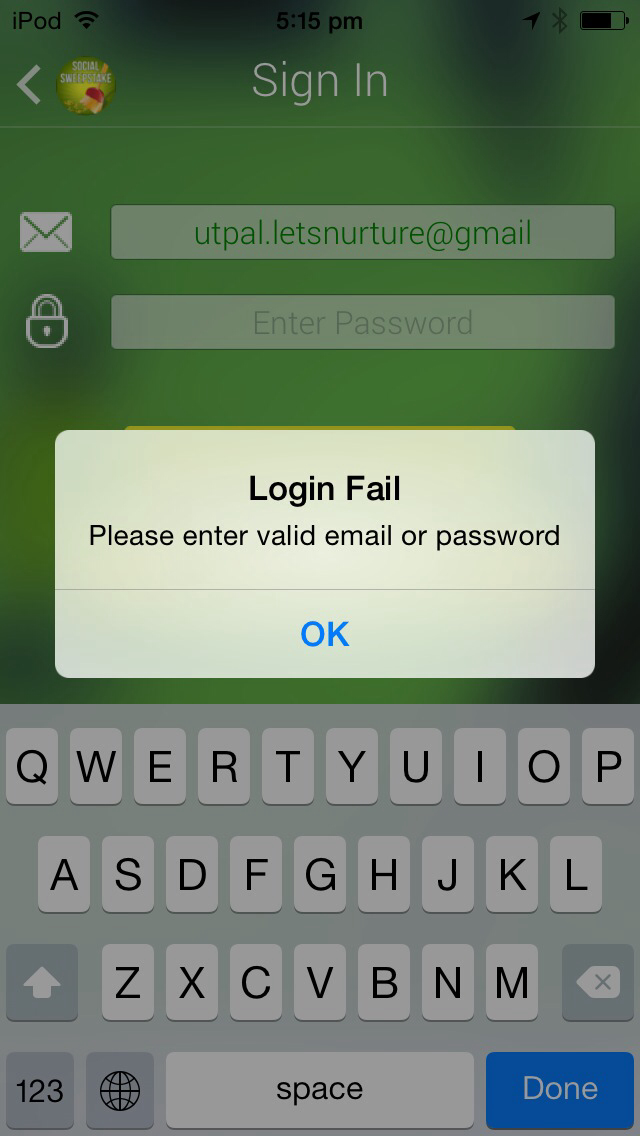 iPod 5:15 pm
SOCIAL
SWEEPSTAKE
Sign In
utpal.letsnurture@gmail
Enter Password
Login Fail
Please enter valid email or password
OK
Q W E R T Y U I O P
A S D F G H J K L
Z X C V B N M
123 space Done